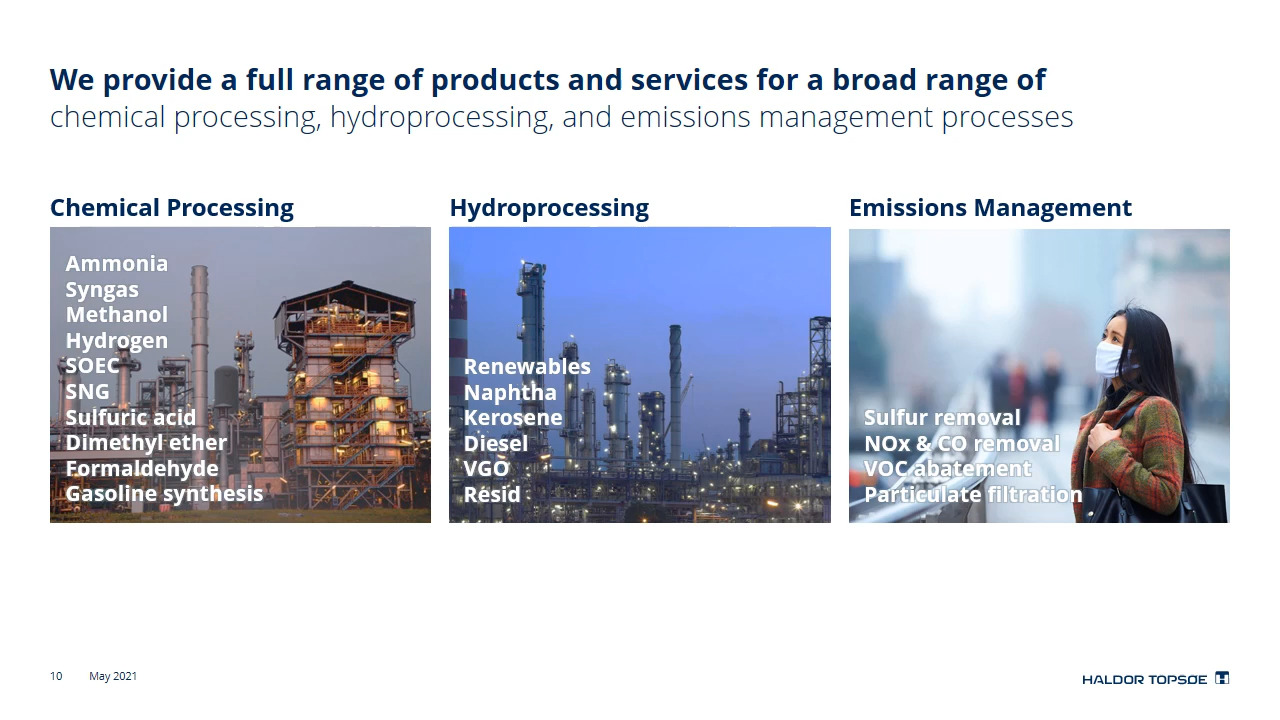 We provide a full range of products and services for a broad range of
chemical processing, hydroprocessing, and emissions management processes
Chemical Processing
Ammonia
Syngas
Methanol
Hydrogen
SOEC
SNG
Sulfuric acid
Dimethyl ether
Formaldehyde
Gasoline synthesis
Hydroprocessing
Renewables
Naphtha
Kerosene
Diesel
VGO
Resid
Emissions Management
Sulfur removal
NOx & CO removal
VOC abatement
Particulate filtration
10 May 2021
HALDOR TOPSØE